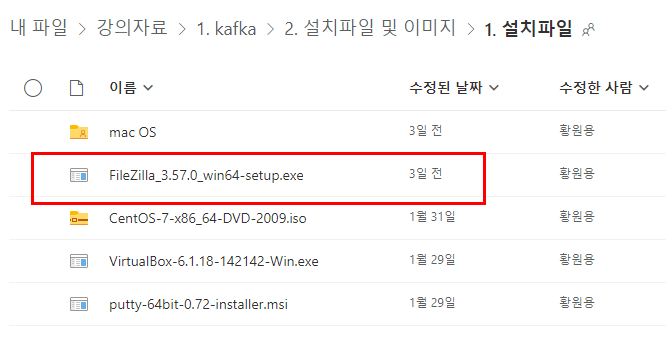 내 파일 > 강의자료 > 1. kafka > 2. 설치파일 및 이미지 > 1. 설치파일
이름 수정된 날짜 수정한 사람
mac OS 3일 전 황원용
FileZilla_3.57.0_win64-setup.exe 3일 전 황원용
CentOS-7-x86_64-DVD-2009.iso 1월 31일 황원용
VirtualBox-6.1.18-142142-Win.exe 1월 29일 황원용
putty-64bit-0.72-installer.msi 1월 29일 황원용